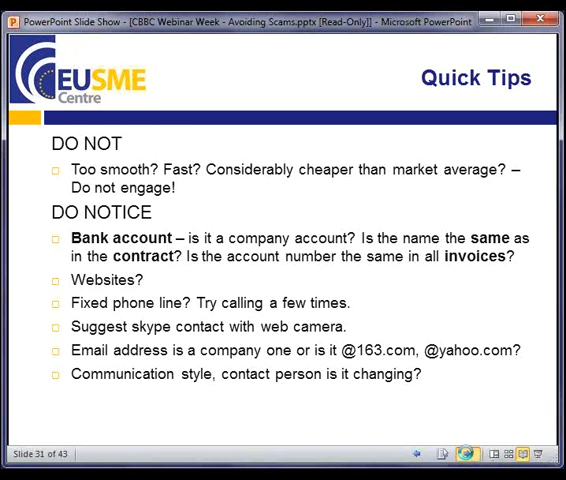 PowerPoint Slide Show - [CBBC Webinar Week - Avoiding Scams.pptx [Read-Only]] - Microsoft PowerPoint
EUSME
Centre
Quick Tips
DO NOT
Too smooth? Fast? Considerably cheaper than market average? –
Do not engage!
DO NOTICE
Bank account – is it a company account? Is the name the same as
in the contract? Is the account number the same in all invoices?
Websites?
Fixed phone line? Try calling a few times.
Suggest skype contact with web camera.
Email address is a company one or is it @163.com, @yahoo.com?
Communication style, contact person is it changing?
Slide 31 of 43